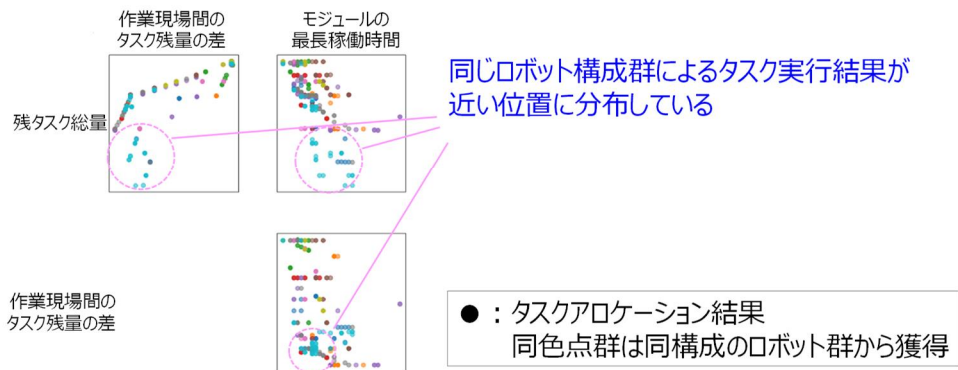 作業現場間の
タスク残量の差
モジュールの
最長稼働時間
同じロボット構成群によるタスク実行結果が
近い位置に分布している
残タスク総量
作業現場間の
タスク残量の差
●：タスクアロケーション結果
同色点群は同構成のロボット群から獲得